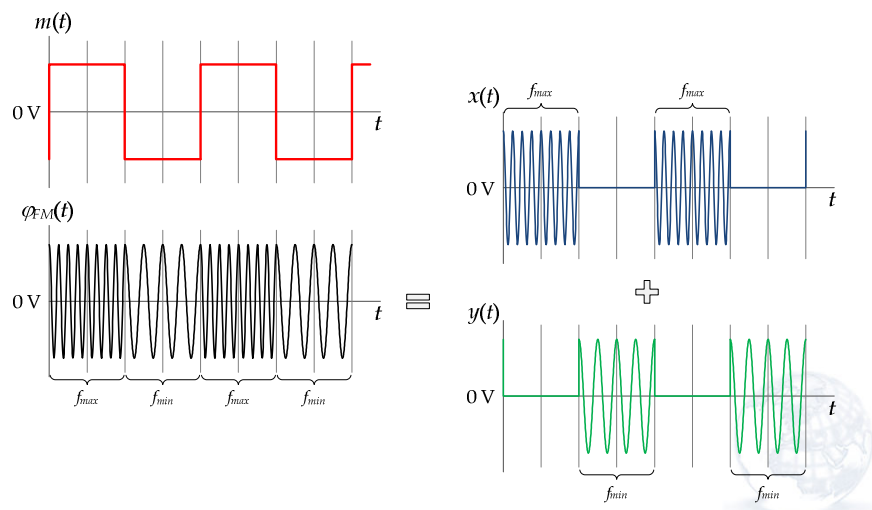 m(t)
0 V
t
φFM(t)
0 V
t
fmax
fmin
fmax
fmin
x(t)
fmax
fmax
0 V
t
y(t)
0 V
t
fmin
fmin